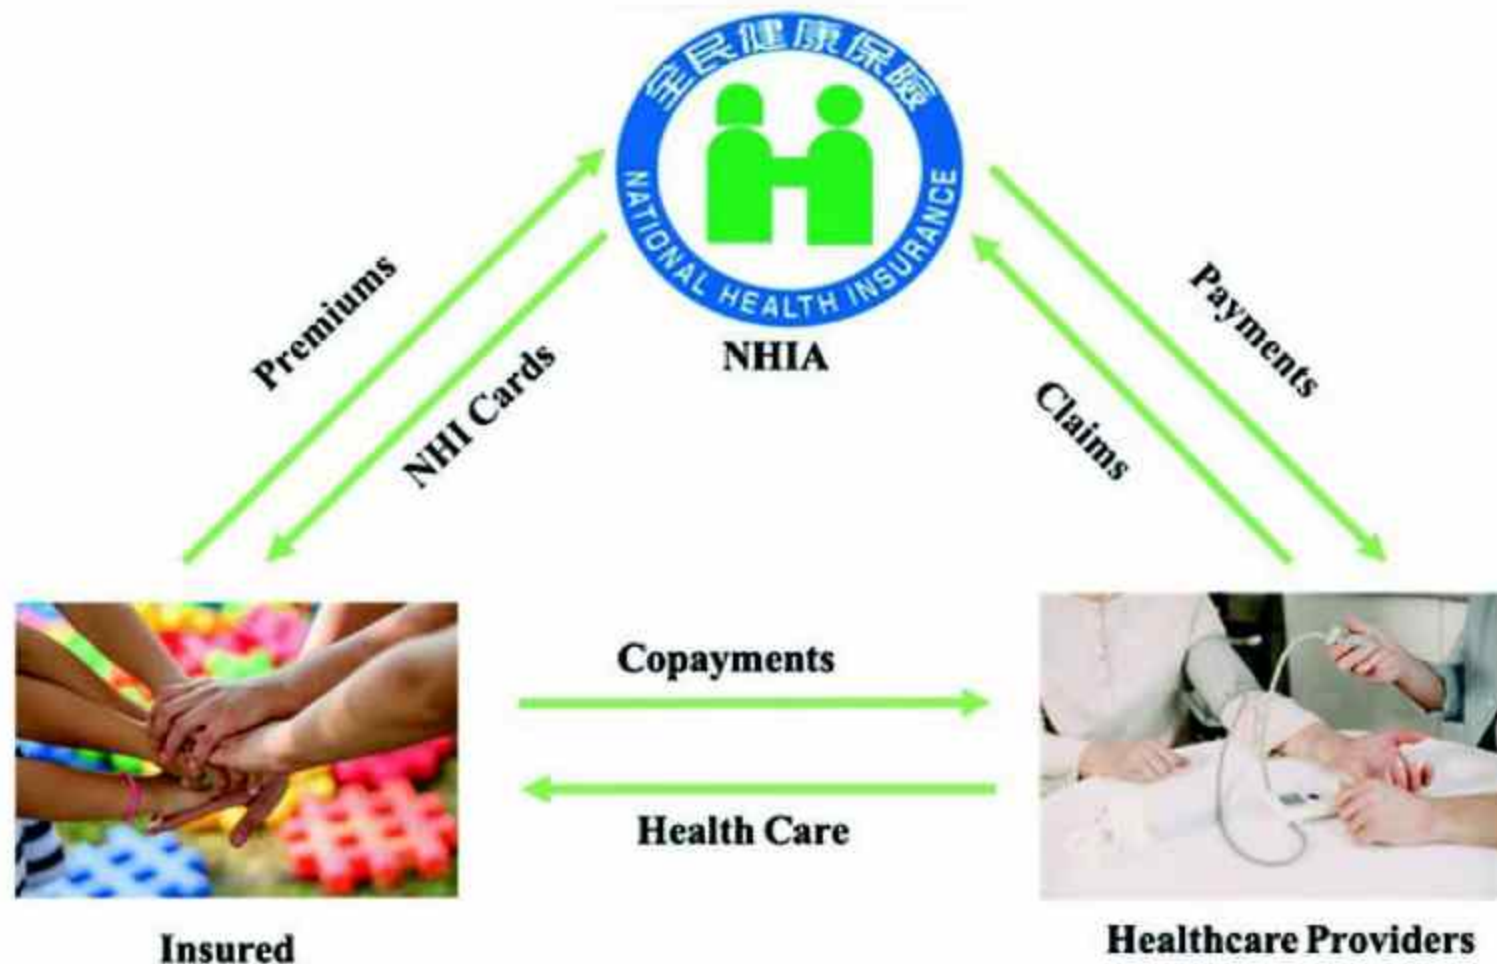 全民健康保險
NATIONAL HEALTH INSURANCE
NHIA
Premiums
NHI Cards
Payments
Claims
Copayments
Health Care
Insured
Healthcare Providers